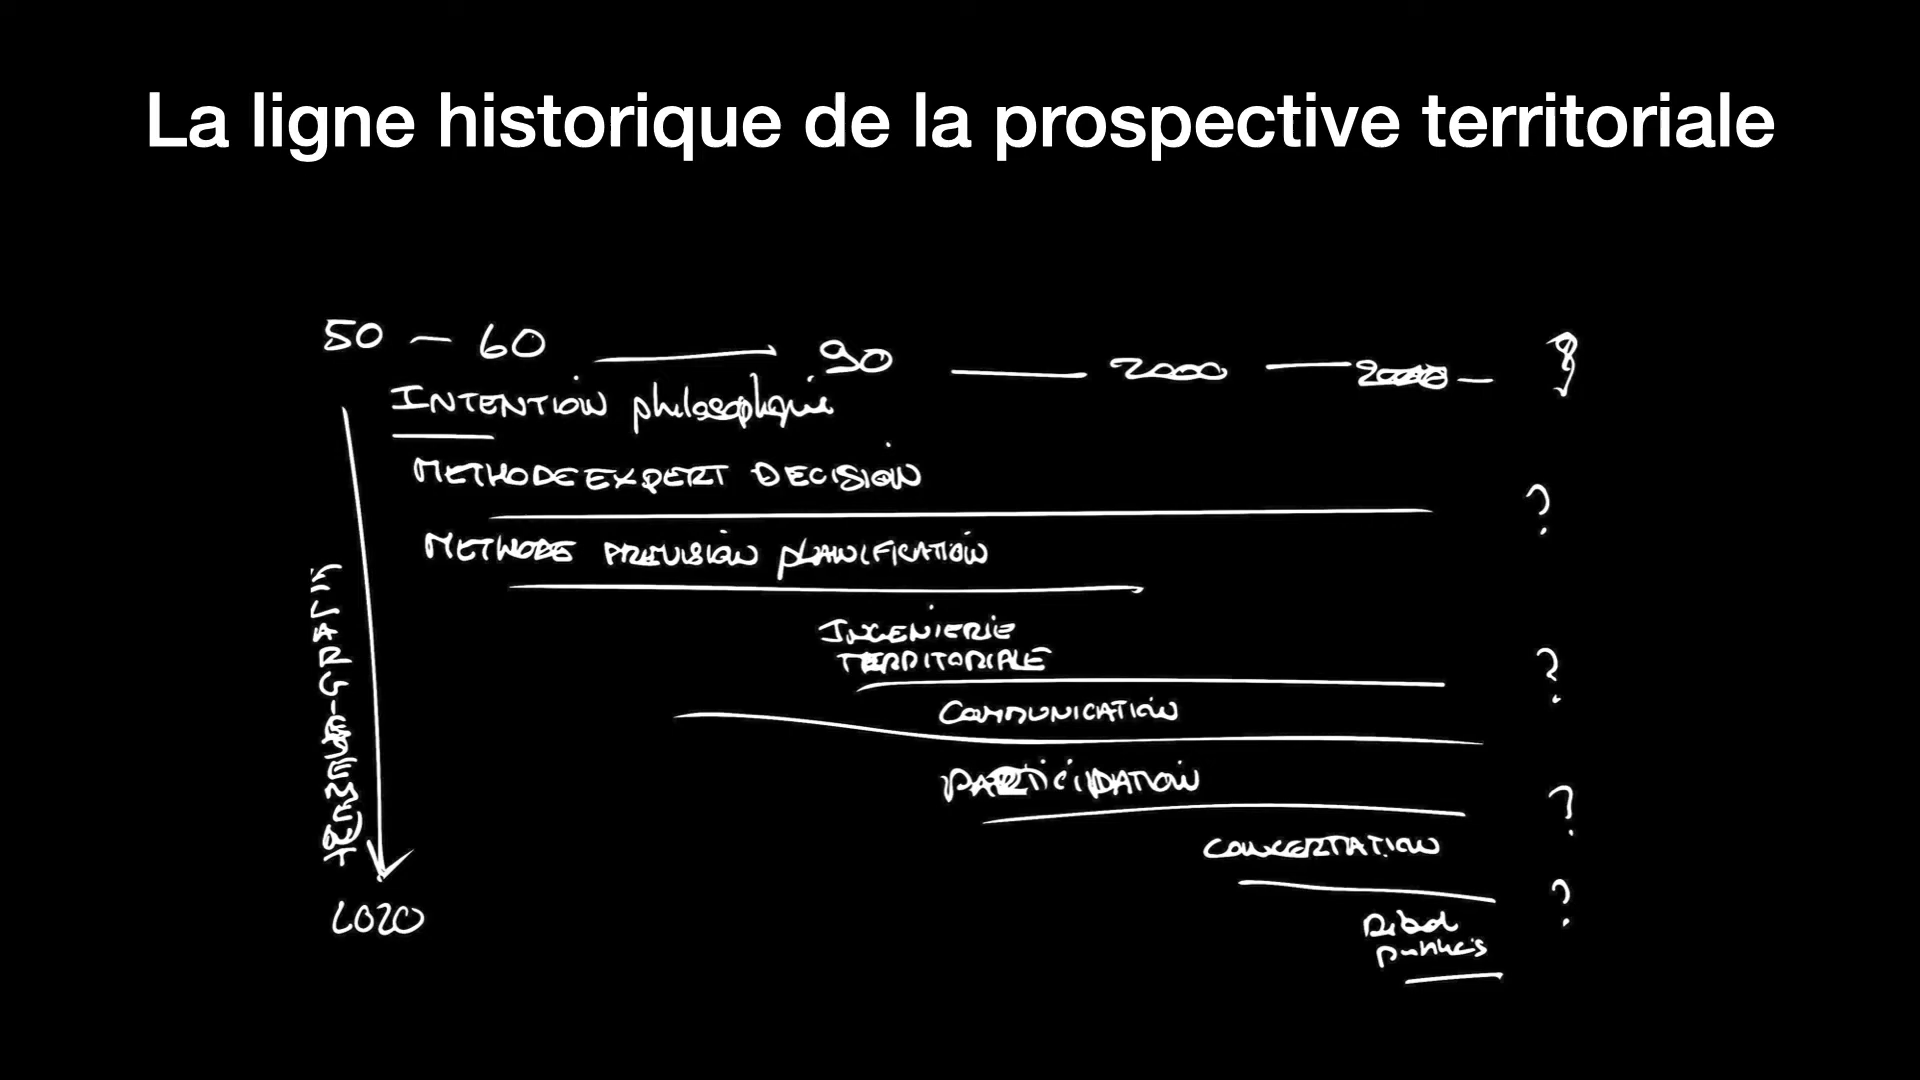 La ligne historique de la prospective territoriale
50 — 60 — 90 — 2000 — — ?
INTENTION philosophique
METHODE EXPERT DECISION
?
METHODE PREVISION PLANIFICATION
INGENIERIE
TERRITORIALE
?
COMMUNICATION
PARTICIPATION
?
CONCERTATION
?
Débat
publics
ELARGISSEMENT
2020